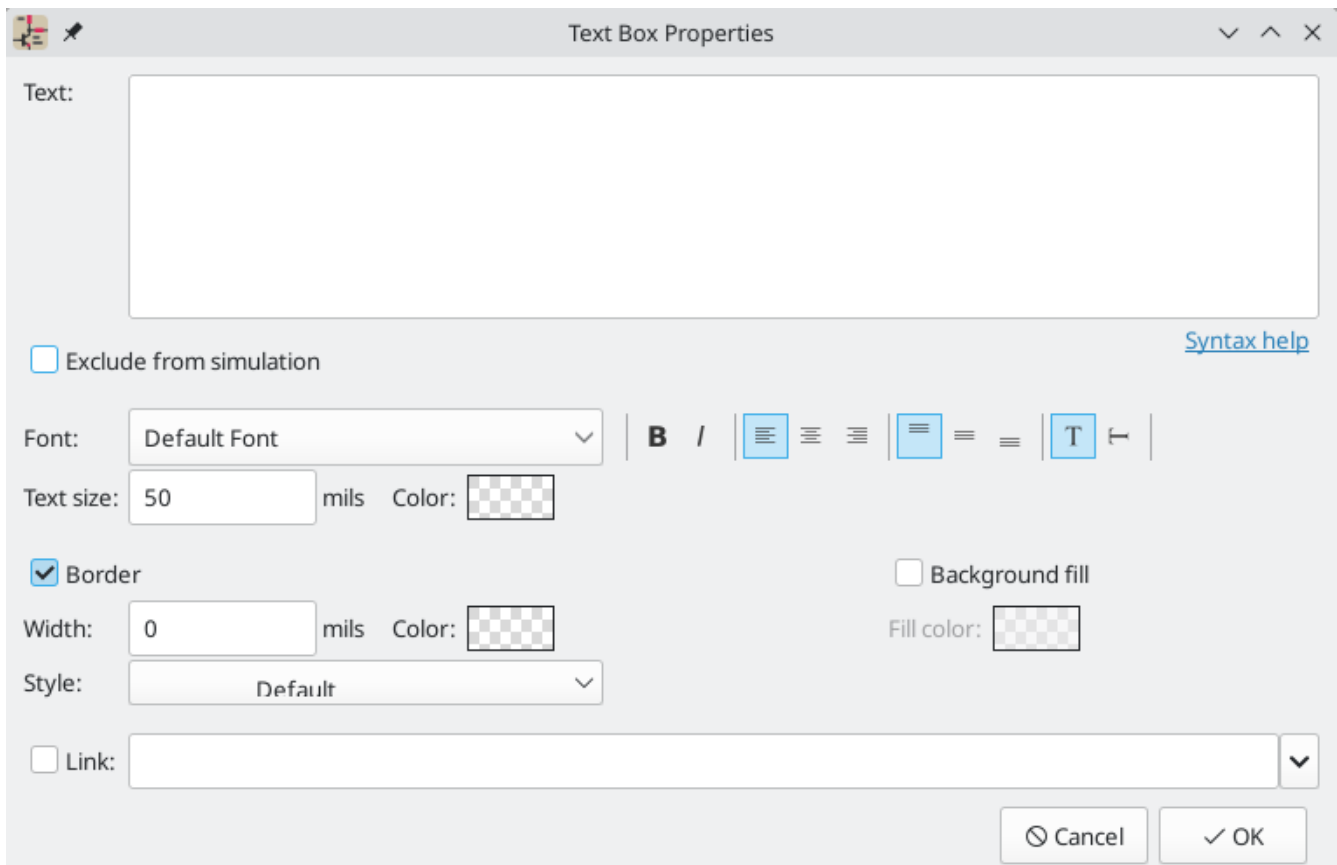 Text Box Properties
Text:
Syntax help
Exclude from simulation
Font: Default Font B I T T
Text size: 50 mils Color:
Border Background fill
Width: 0 mils Color: Fill color:
Style: Default
Link:
Cancel OK